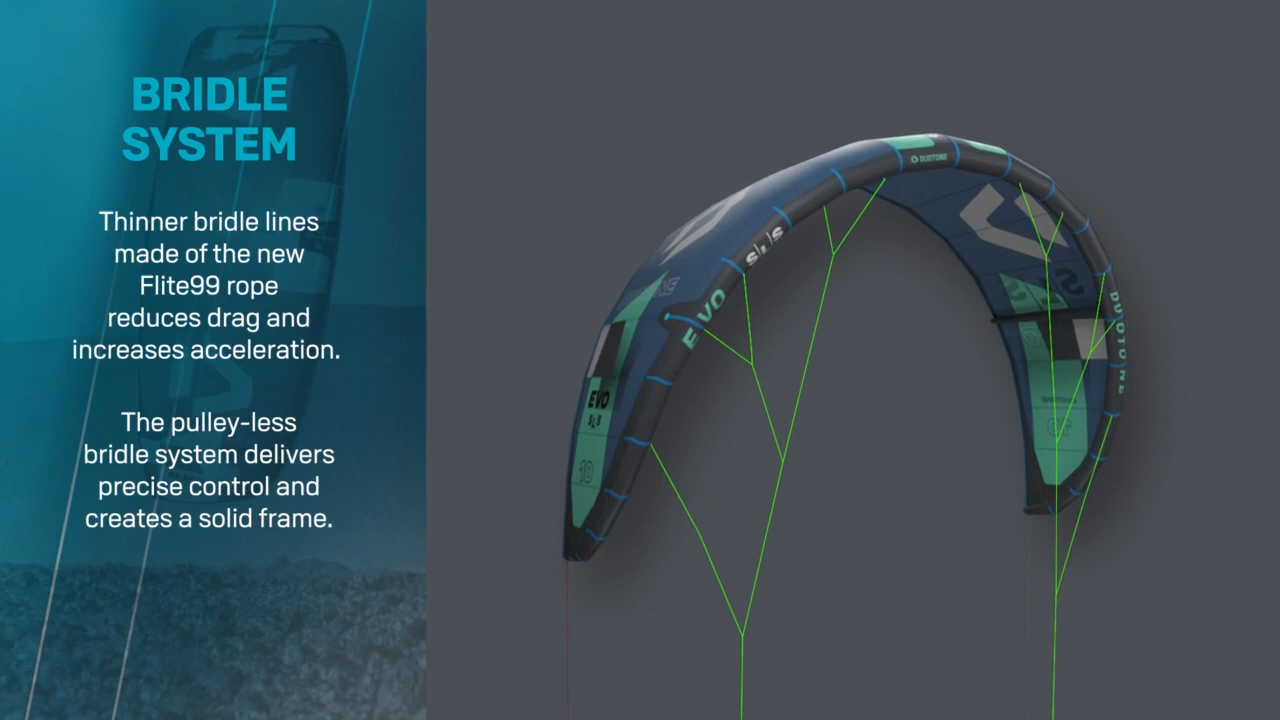 BRIDLE
SYSTEM
Thinner bridle lines
made of the new
Flite99 rope
reduces drag and
increases acceleration.
The pulley-less
bridle system delivers
precise control and
creates a solid frame.
DUOTONE
SLS
EVO
EVO
SLS
10
DUOTONE